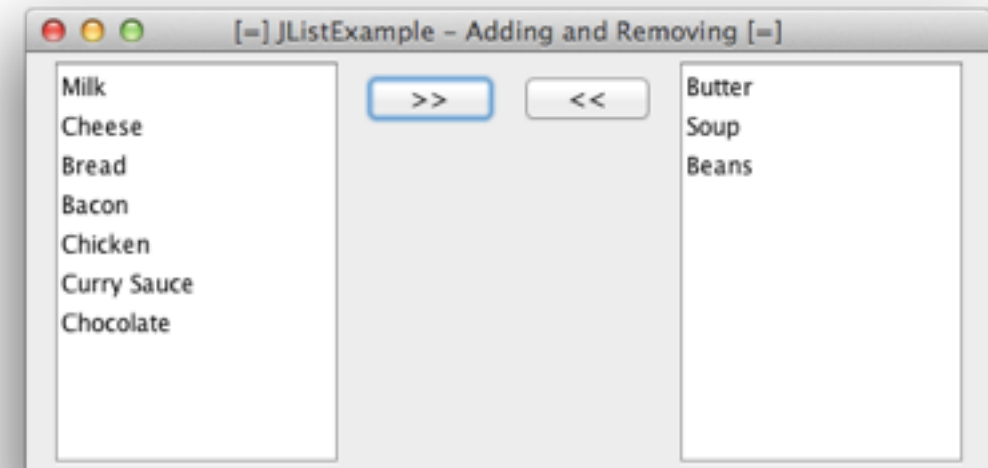 [=] JListExample - Adding and Removing [=]
Milk
Cheese
Bread
Bacon
Chicken
Curry Sauce
Chocolate
>>
<<
Butter
Soup
Beans